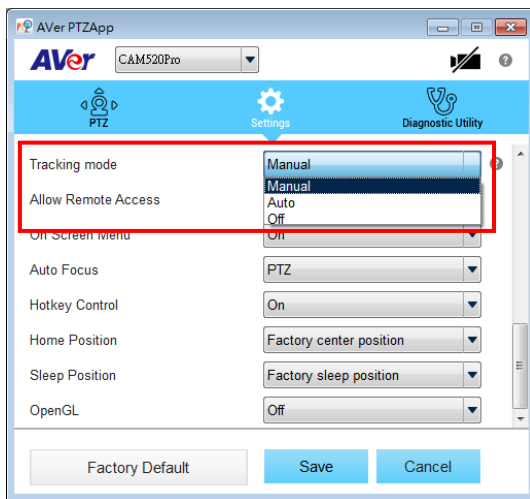 AVer PTZApp
AVer CAM520Pro
PTZ Settings Diagnostic Utility
Tracking mode Manual
Manual
Allow Remote Access Auto
Off
On Screen Menu On
Auto Focus PTZ
Hotkey Control On
Home Position Factory center position
Sleep Position Factory sleep position
OpenGL Off
Factory Default Save Cancel